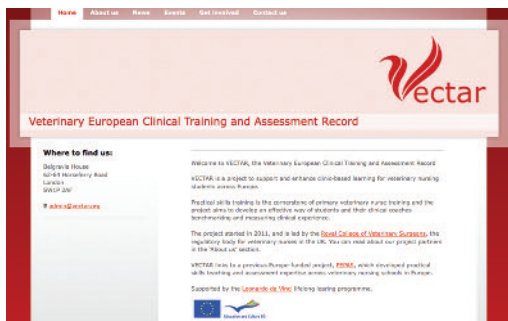 Home About us News Events Get involved Contact us
Vectar
Veterinary European Clinical Training and Assessment Record
Where to find us:
Belgravia House
62-64 Horseferry Road
London
SW1P 2AF
E admin@vectar.org
Welcome to VECTAR, the Veterinary European Clinical Training and Assessment Record
VECTAR is a project to support and enhance clinic-based learning for veterinary nursing
students across Europe.
Practical skills training is the cornerstone of primary veterinary nurse training and the
project aims to develop an effective way of students and their clinical coaches
benchmarking and measuring clinical experience.
The project started in 2011, and is led by the Royal College of Veterinary Surgeons, the
regulatory body for veterinary nurses in the UK. You can read about our project partners
in the 'About us' section.
VECTAR links to a previous Europe-funded project, which developed practical
skills teaching and assessment expertise across veterinary nursing schools in Europe.
Supported by the Leonardo da Vinci lifelong learning programme.
Education and Culture DG